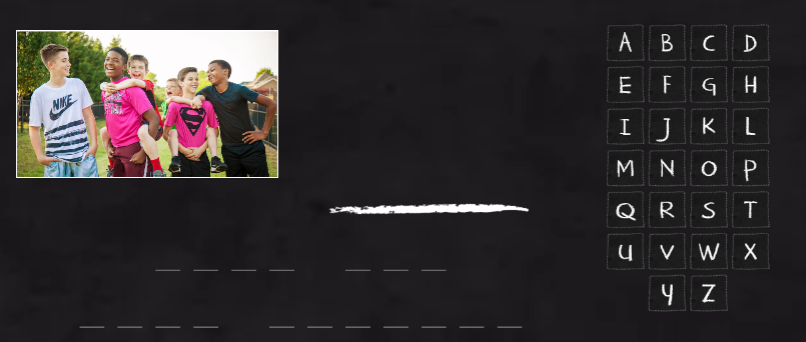 A B C D
E F G H
I J K L
M N O P
Q R S T
U V W X
Y Z
NIKE